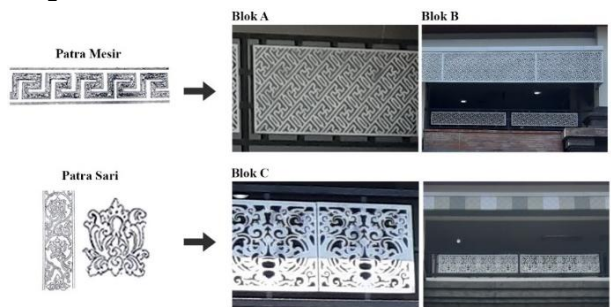 Blok A
Blok B
Patra Mesir
Patra Sari
Blok C